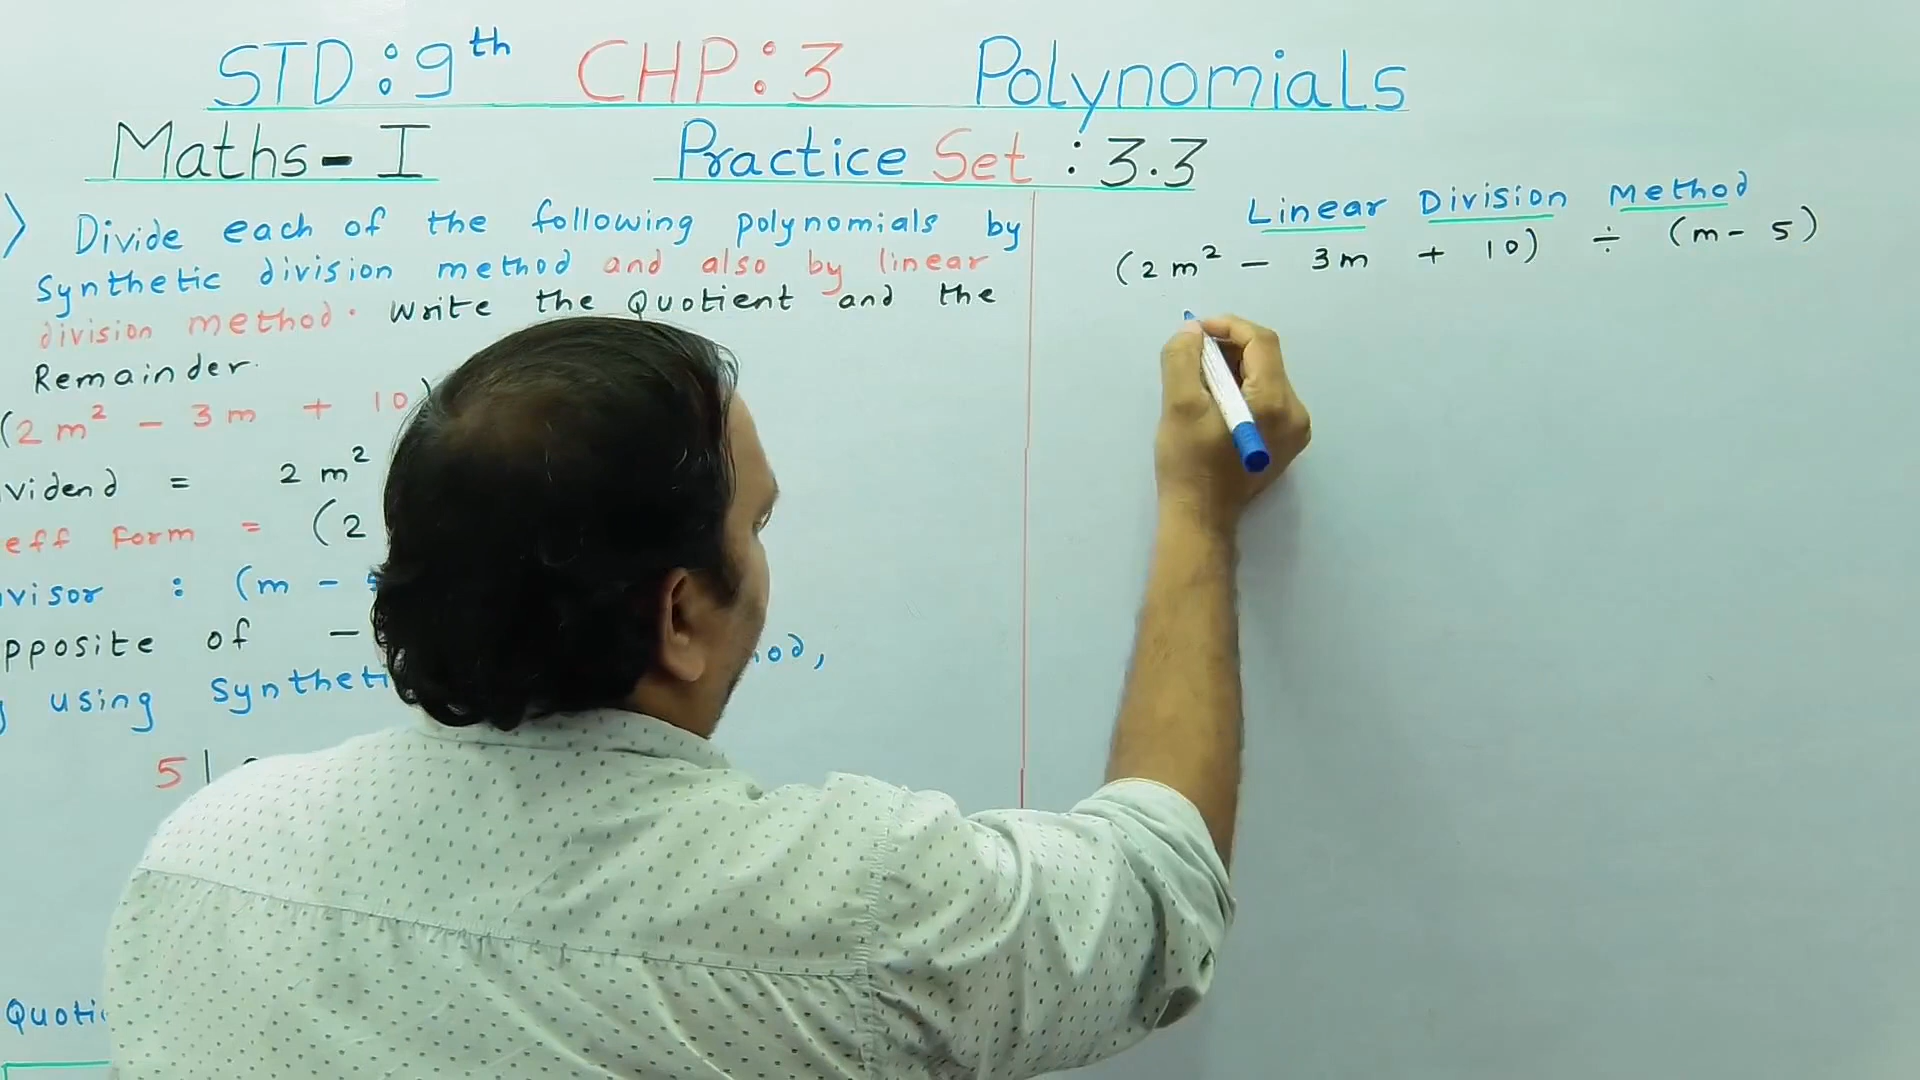 STD:9th CHP:3 Polynomials
Maths-I Practice Set :3.3
Divide each of the following polynomials by
Synthetic division method and also by linear
division method. Write the Quotient and the
Remainder.
(2m² - 3m + 10)
vidend = 2m²
eff Form = (2
visor : (m -
pposite of -
using Syntheti
5|
Quoti
Linear Division Method
(2m² - 3m + 10) ÷ (m- 5)